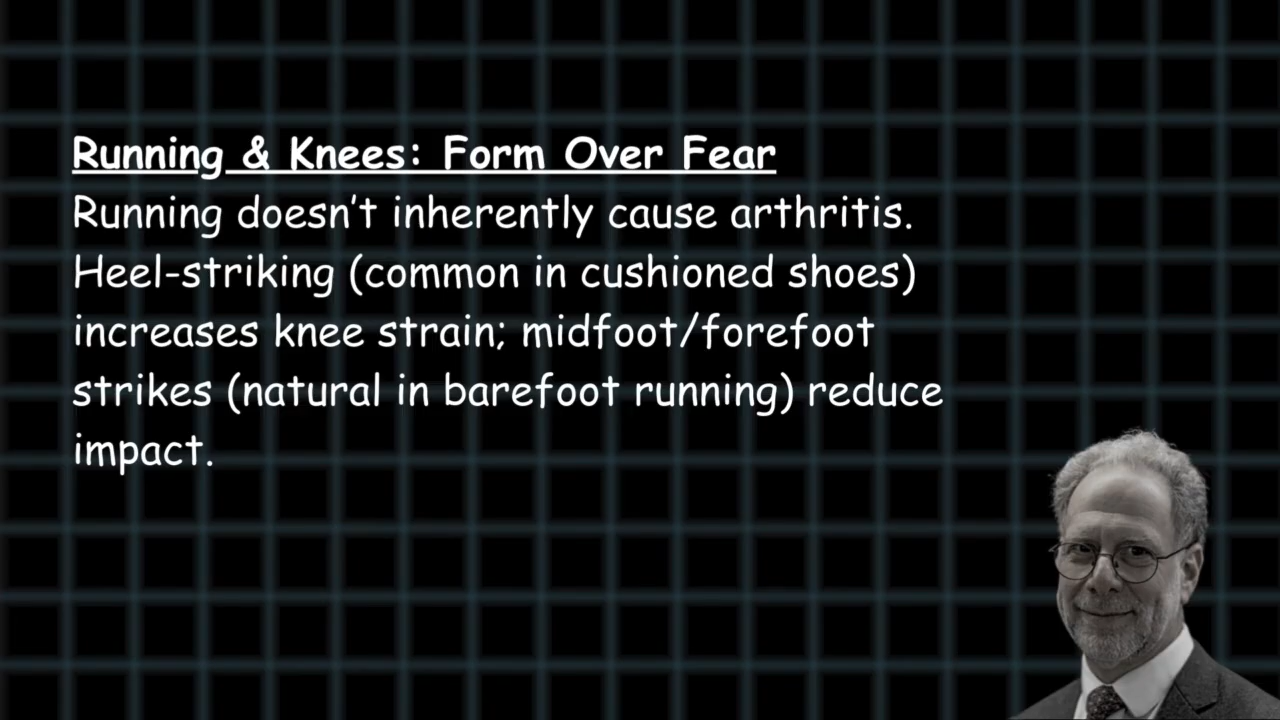 Running & Knees: Form Over Fear
Running doesn’t inherently cause arthritis.
Heel-striking (common in cushioned shoes)
increases knee strain; midfoot/forefoot
strikes (natural in barefoot running) reduce
impact.